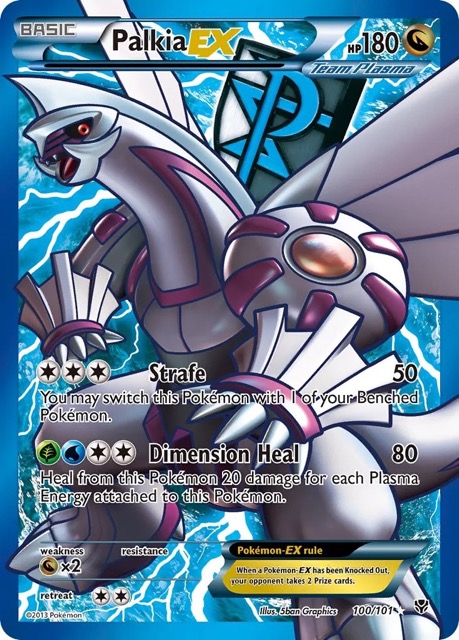 BASIC
Palkia EX
HP180
Team Plasma
Strafe 50
You may switch this Pokémon with 1 of your Benched
Pokémon.
Dimension Heal 80
Heal from this Pokémon 20 damage for each Plasma
Energy attached to this Pokémon.
weakness resistance
×2
retreat
Pokémon-EX rule
When a Pokémon-EX has been Knocked Out,
your opponent takes 2 Prize cards.
©2013 Pokémon
Illus. 5ban Graphics
100/101